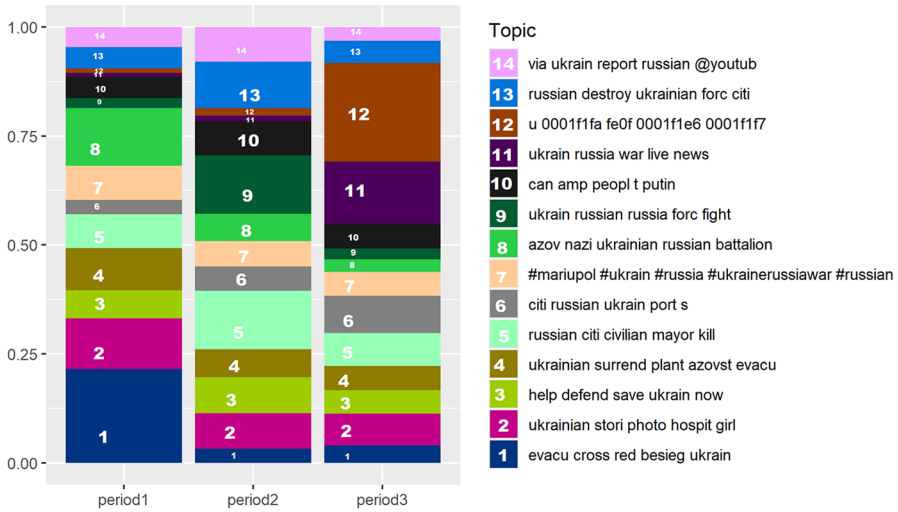 1.00
0.75
0.50
0.25
0.00
14
13
12
11
10
9
8
7
6
5
4
3
2
1
14
13
12
11
10
9
8
7
6
5
4
3
2
1
14
13
12
11
10
9
8
7
6
5
4
3
2
1
period1 period2 period3
Topic
14 via ukrain report russian @youtub
13 russian destroy ukrainian forc citi
12 u 0001f1fa fe0f 0001f1e6 0001f1f7
11 ukrain russia war live news
10 can amp peopl t putin
9 ukrain russian russia forc fight
8 azov nazi ukrainian russian battalion
7 #mariupol #ukrain #russia #ukrainerussiawar #russian
6 citi russian ukrain port s
5 russian citi civilian mayor kill
4 ukrainian surrend plant azovst evacu
3 help defend save ukrain now
2 ukrainian stori photo hospit girl
1 evacu cross red besieg ukrain